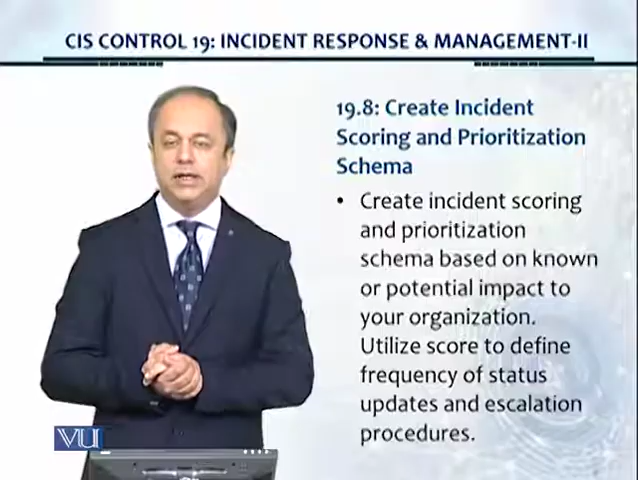 CIS CONTROL 19: INCIDENT RESPONSE & MANAGEMENT-II
19.8: Create Incident
Scoring and Prioritization
Schema
• Create incident scoring
and prioritization
schema based on known
or potential impact to
your organization.
Utilize score to define
frequency of status
updates and escalation
procedures.
VU